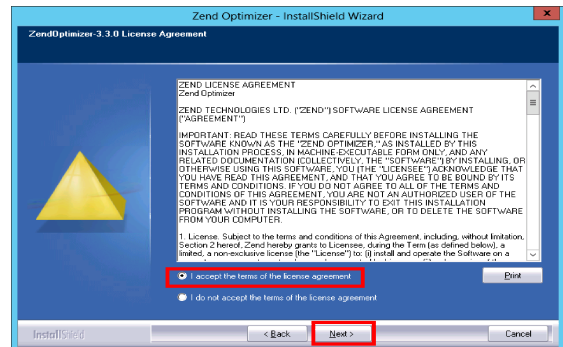 Zend Optimizer - InstallShield Wizard
x
ZendOptimizer-3.3.0 License Agreement
ZEND LICENSE AGREEMENT
Zend Optimizer
ZEND TECHNOLOGIES LTD. ("ZEND") SOFTWARE LICENSE AGREEMENT
("AGREEMENT")
IMPORTANT: READ THESE TERMS CAREFULLY BEFORE INSTALLING THE
SOFTWARE KNOWN AS THE "ZEND OPTIMIZER," AS INSTALLED BY THIS
INSTALLATION PROCESS, IN MACHINE-EXECUTABLE FORM ONLY, AND ANY
RELATED DOCUMENTATION (COLLECTIVELY, THE "SOFTWARE") BY INSTALLING, OR
OTHERWISE USING THIS SOFTWARE, YOU (THE "LICENSEE") ACKNOWLEDGE THAT
YOU HAVE READ THIS AGREEMENT, AND THAT YOU AGREE TO BE BOUND BY ITS
TERMS AND CONDITIONS. IF YOU DO NOT AGREE TO ALL OF THE TERMS AND
CONDITIONS OF THIS AGREEMENT, YOU ARE NOT AN AUTHORIZED USER OF THE
SOFTWARE AND IT IS YOUR RESPONSIBILITY TO EXIT THIS INSTALLATION
PROGRAM WITHOUT INSTALLING THE SOFTWARE, OR TO DELETE THE SOFTWARE
FROM YOUR COMPUTER.
1. License. Subject to the terms and conditions of this Agreement, including, without limitation,
Section 2 hereof, Zend hereby grants to Licensee, during the Term (as defined below), a
limited, a non-exclusive license (the "License") to: (i) install and operate the Software on a
I accept the terms of the license agreement
Print
I do not accept the terms of the license agreement
InstallShield
< Back
Next >
Cancel